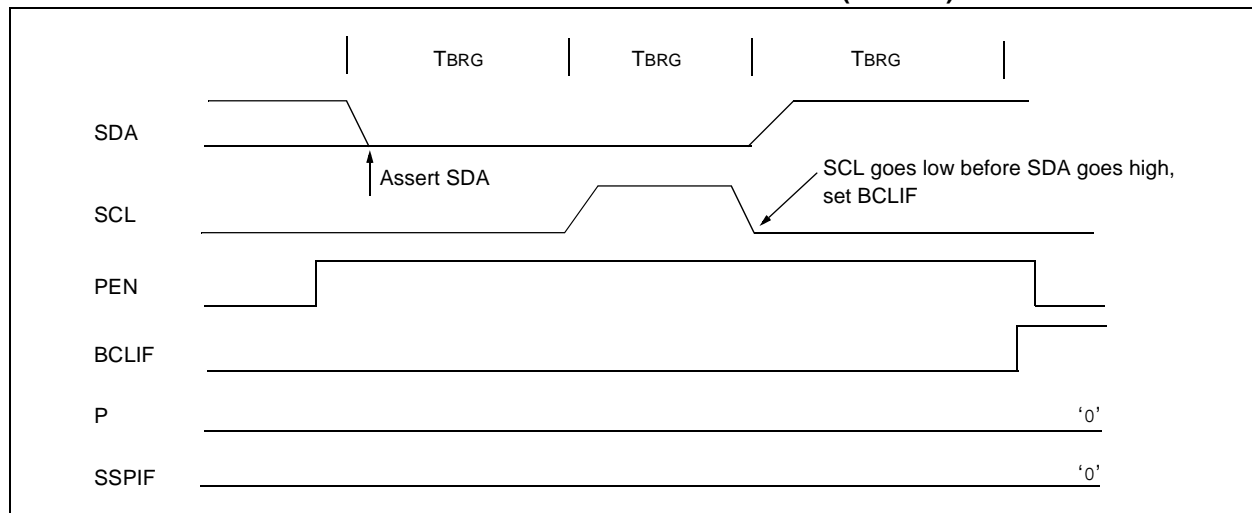 TBRG TBRG TBRG
SDA
Assert SDA
SCL goes low before SDA goes high,
set BCLIF
SCL
PEN
BCLIF
P
‘0’
SSPIF
‘0’